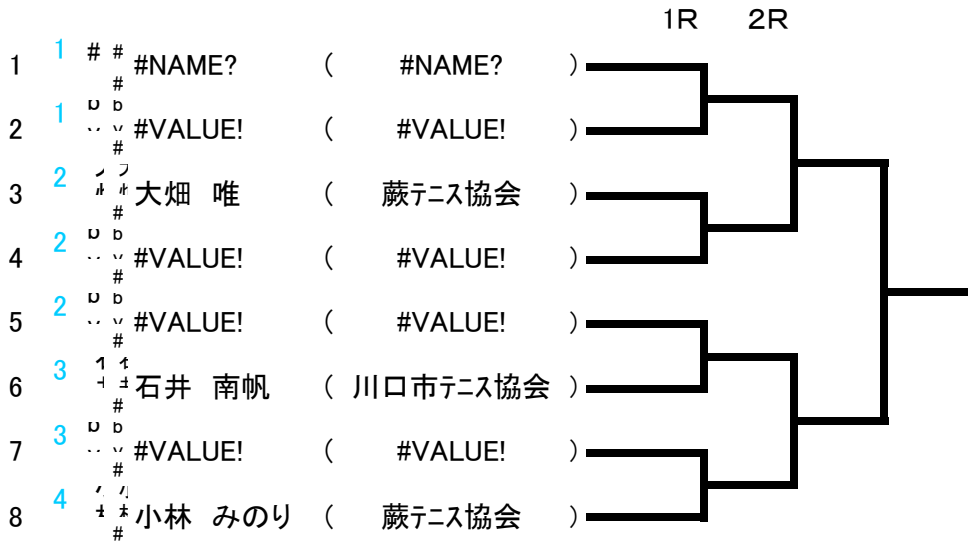 1R 2R
1 1 # # # #NAME? ( #NAME? )
2 1 b # #VALUE! ( #VALUE! )
3 2 # 大畑 唯 ( 蕨テニス協会 )
4 2 b # #VALUE! ( #VALUE! )
5 2 b # #VALUE! ( #VALUE! )
6 3 # 石井 南帆 ( 川口市テニス協会 )
7 3 b # #VALUE! ( #VALUE! )
8 4 # 小林 みのり ( 蕨テニス協会 )